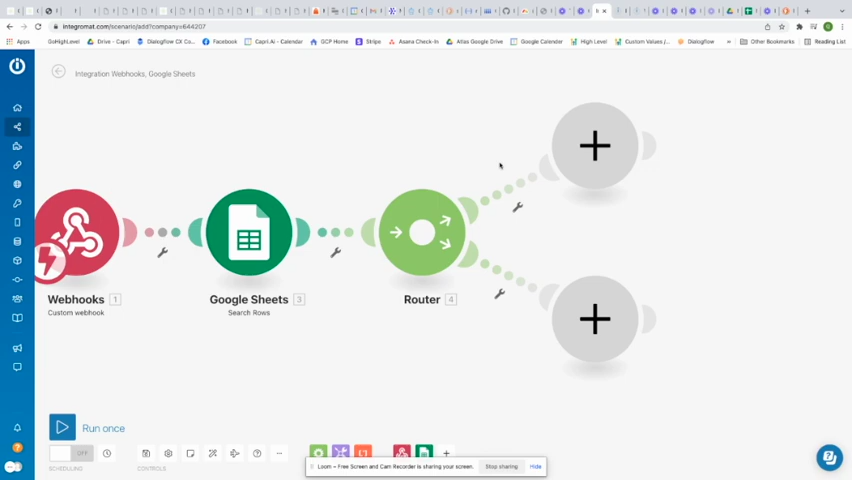 integromat.com/scenario/add?company=644207
Apps
GoHighLevel
Drive - Capri
Dialogflow CX Co...
Facebook
Capri.Ai - Calendar
GCP Home
Stripe
Asana Check-In
Atlas Google Drive
Google Calender
High Level
Custom Values /...
Dialogflow
»
Other Bookmarks
Reading List
Integration Webhooks, Google Sheets
Webhooks 1
Custom webhook
Google Sheets 3
Search Rows
Router 4
Run once
OFF
SCHEDULING
CONTROLS
Loom – Free Screen and Cam Recorder is sharing your screen.
Stop sharing
Hide